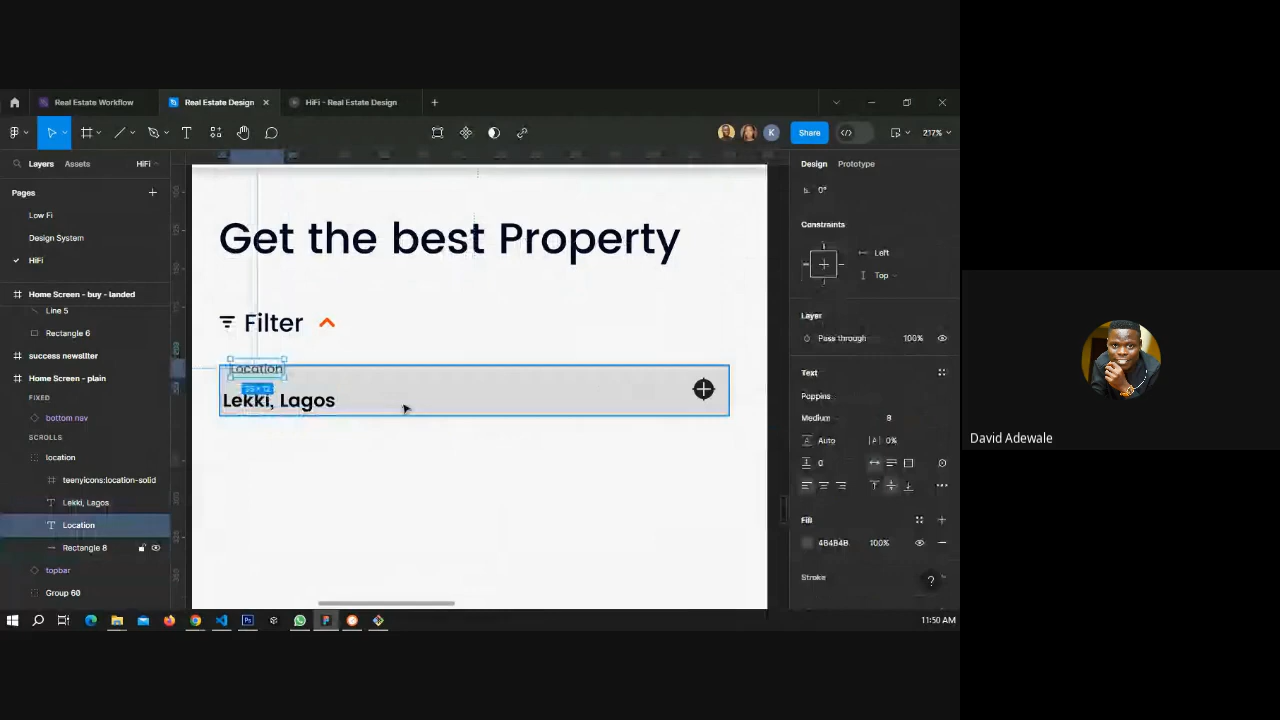 Real Estate Workflow
Real Estate Design
HiFi - Real Estate Design
K
Share
217%
Layers
Assets
HiFi
Pages
Low Fi
Design System
HiFi
Home Screen - buy - landed
Line 5
Rectangle 6
success newsltter
Home Screen - plain
FIXED
bottom nav
SCROLLS
location
teenyicons:location-solid
Lekki, Lagos
Location
Rectangle 8
topbar
Group 60
Get the best Property
Filter
Location
Lekki, Lagos
Design
Prototype
0°
Constraints
Left
Top
Layer
Pass through
100%
Text
Poppins
Medium
8
Auto
|A|
0%
0
Fill
4B4B4B
100%
Stroke
?
11:50 AM
David Adewale